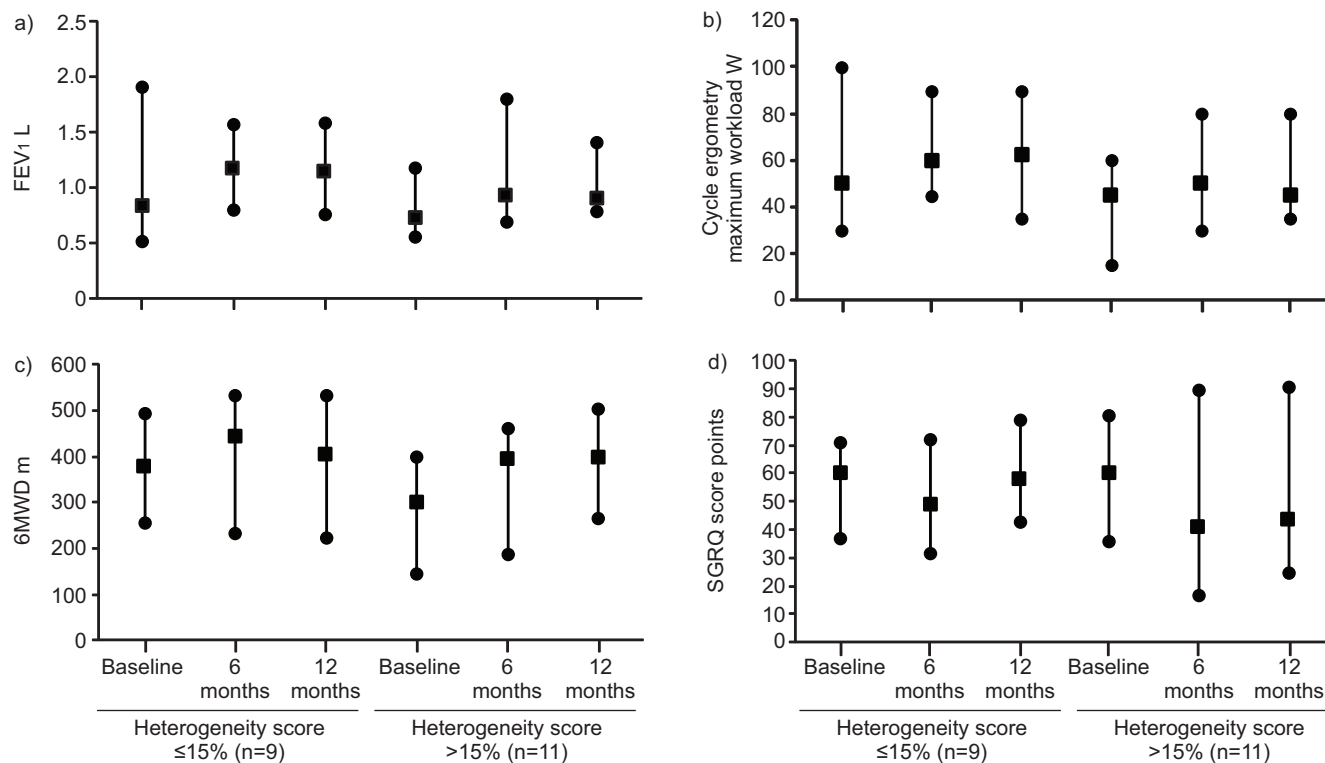 a)
FEV1 L
2.5
2.0
1.5
1.0
0.5
0
b)
Cycle ergometry
maximum workload W
120
100
80
60
40
20
0
c)
6MWD m
600
500
400
300
200
100
0
Baseline
6
months
12
months
Baseline
6
months
12
months
Heterogeneity score
≤15% (n=9)
Heterogeneity score
>15% (n=11)
d)
SGRQ score points
100
90
80
70
60
50
40
30
20
10
0
Baseline
6
months
12
months
Baseline
6
months
12
months
Heterogeneity score
≤15% (n=9)
Heterogeneity score
>15% (n=11)